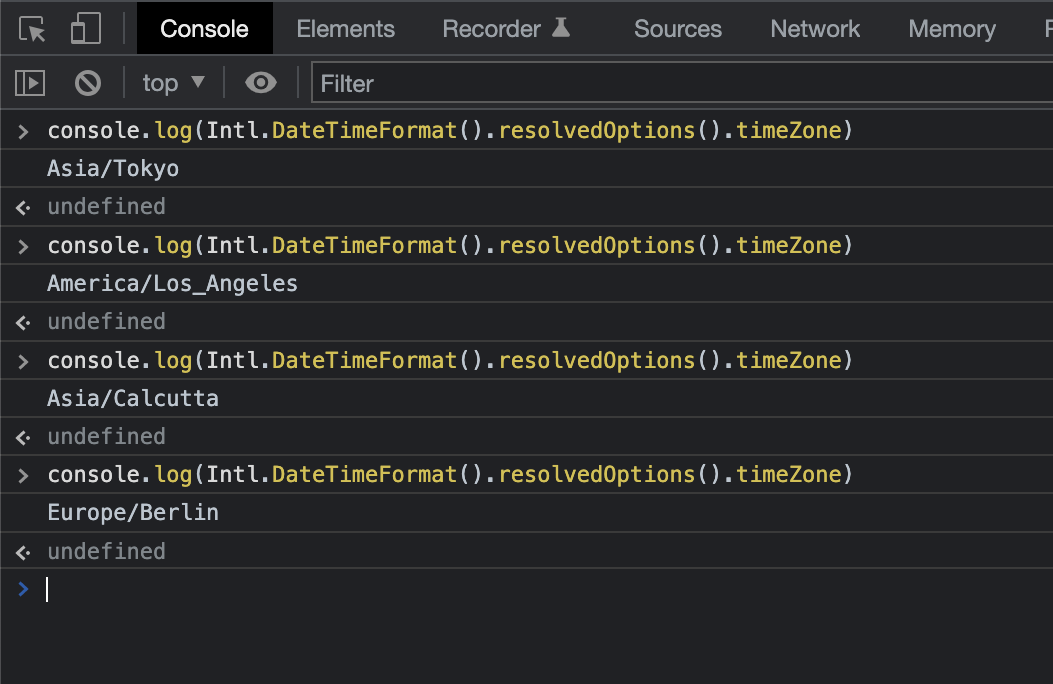 Console Elements Recorder Sources Network Memory
top Filter
console.log(Intl.DateTimeFormat().resolvedOptions().timeZone)
Asia/Tokyo
undefined
console.log(Intl.DateTimeFormat().resolvedOptions().timeZone)
America/Los_Angeles
undefined
console.log(Intl.DateTimeFormat().resolvedOptions().timeZone)
Asia/Calcutta
undefined
console.log(Intl.DateTimeFormat().resolvedOptions().timeZone)
Europe/Berlin
undefined